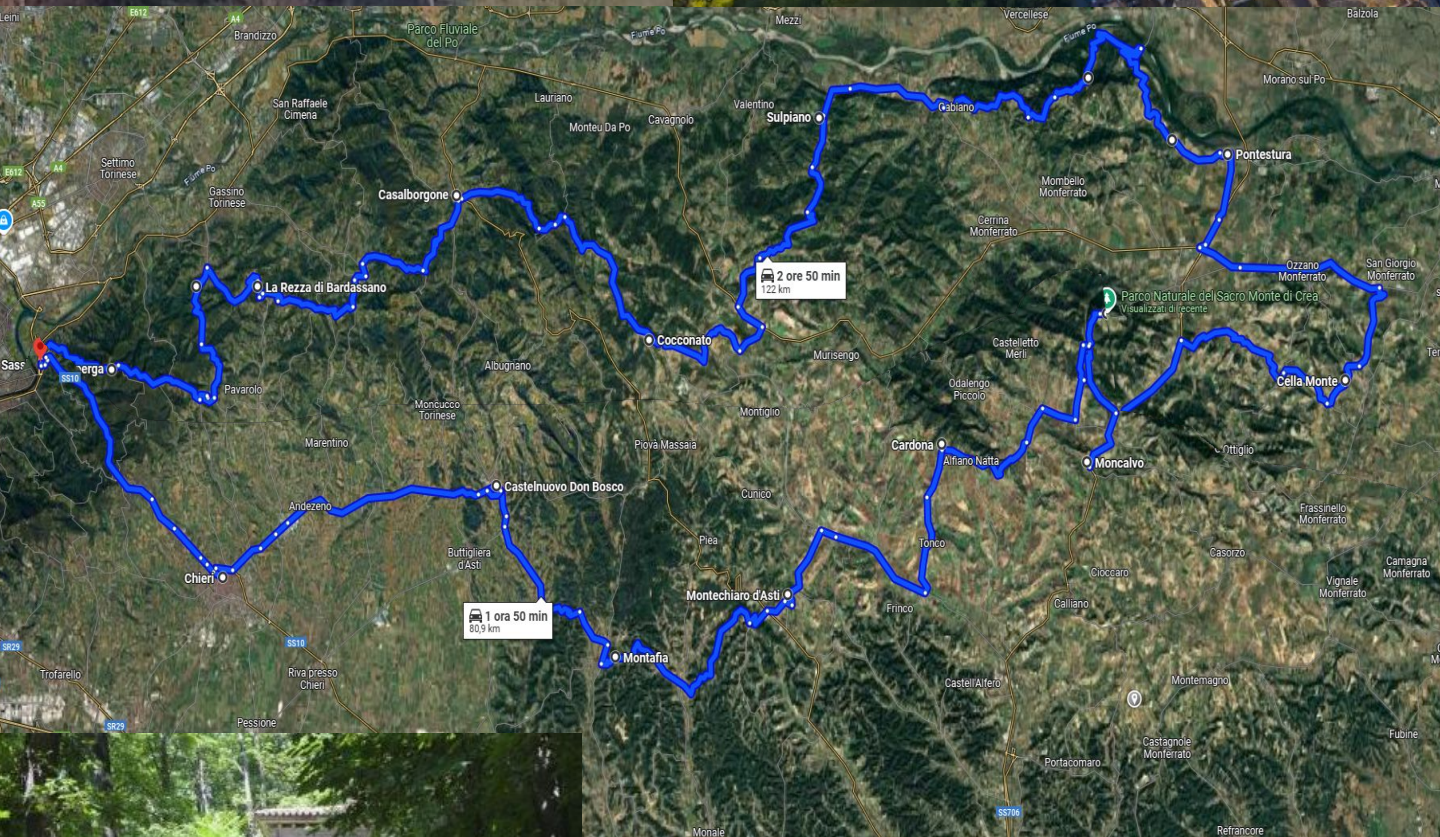 Leini
E612
A4
Brandizzo
Parco Fluviale
del Po
Fiume Po
Mezzi
Vercellese
Fiume Po
Balzola
Morano sul Po
San Raffaele
Cimena
Lauriano
Monteu Da Po
Cavagnolo
Valentino
Sulpiano
Gabiano
Pontestura
Settimo
Torinese
E612
A4
A55
Fiume Po
Gassino
Torinese
Casalborgone
Mombello
Monferrato
Cerrina
Monferrato
La Rezza di Bardassano
2 ore 50 min
122 km
Ozzano
Monferrato
San Giorgio
Monferrato
Parco Naturale del Sacro Monte di Crea
Visualizzati di recente
Cocconato
Murisengo
Castelletto
Merli
Sass
erga
SS10
Pavarolo
Albugnano
Odalengo
Piccolo
Cella Monte
Moncucco
Torinese
Montiglio
Marentino
Piovà Massaia
Cardona
Alfiano Natta
Moncalvo
Ottiglio
Castelnuovo Don Bosco
Cunico
Andezeno
Frassinello
Monferrato
Buttigliera
d'Asti
Piea
Tonco
Casorzo
Chieri
Cioccaro
Camagna
Monferrato
Vignale
Monferrato
Montechiaro d'Asti
Frinco
Calliano
1 ora 50 min
80,9 km
SS10
SR29
Montafia
Trofarello
Riva presso
Chieri
Castell'Alfero
Montemagno
SR29
Pessione
Castagnole
Monferrato
Fubine
Portacomaro
SS706
Monale
Refrancore